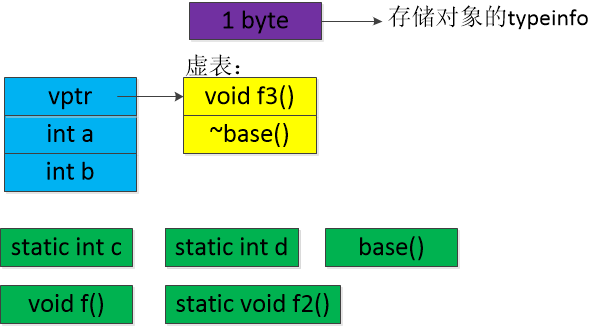 1 byte
存储对象的typeinfo
虚表：
vptr
void f3()
int a
~base()
int b
static int c
static int d
base()
void f()
static void f2()